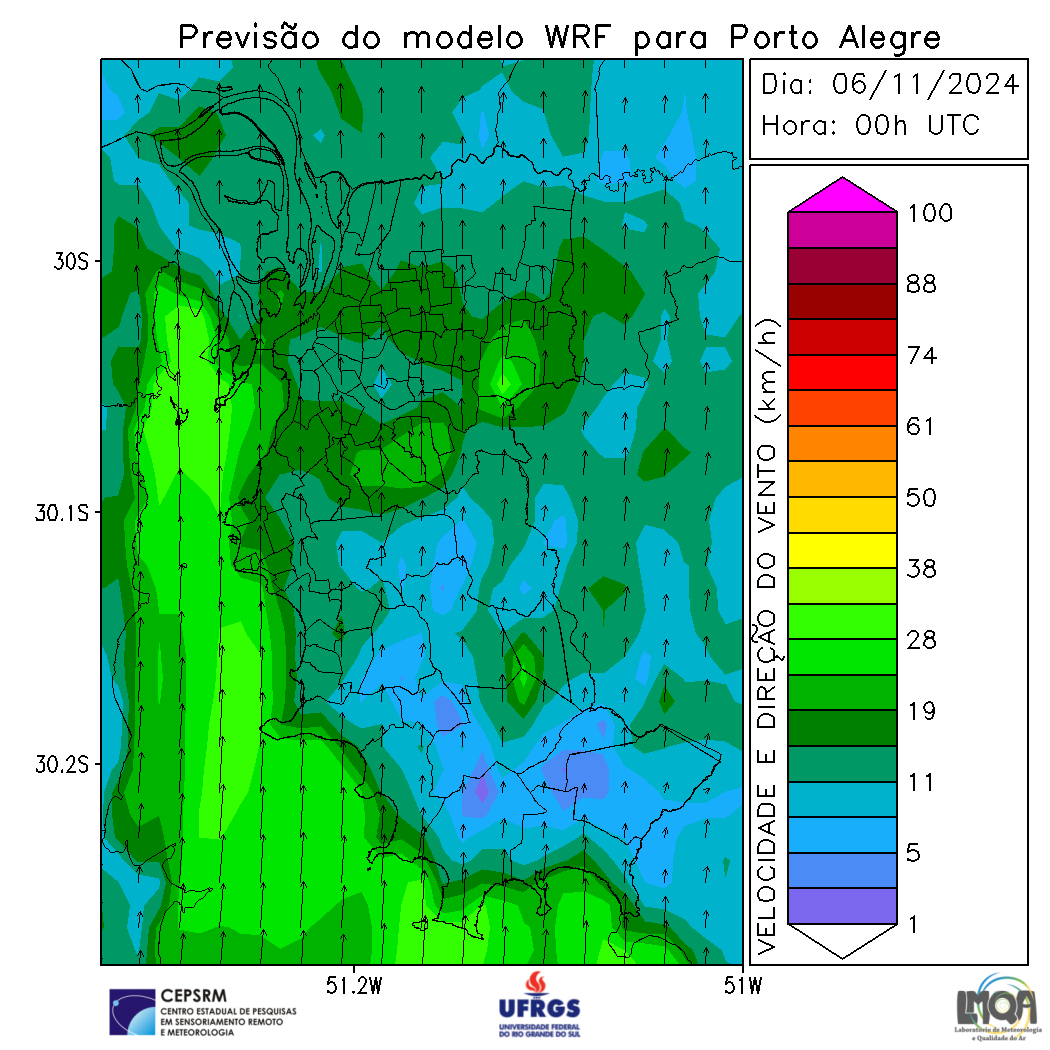 Previsão do modelo WRF para Porto Alegre
Dia: 06/11/2024
Hora: 00h UTC
30S
30.1S
30.2S
51.2W
51W
VELOCIDADE E DIREÇÃO DO VENTO (km/h)
100
88
74
61
50
38
28
19
11
5
1
CEPSRM
CENTRO ESTADUAL DE PESQUISAS
EM SENSORIAMENTO REMOTO
E METEOROLOGIA
UFRGS
UNIVERSIDADE FEDERAL
DO RIO GRANDE DO SUL
LMQA
Laboratório de Meteorologia
e Qualidade do Ar